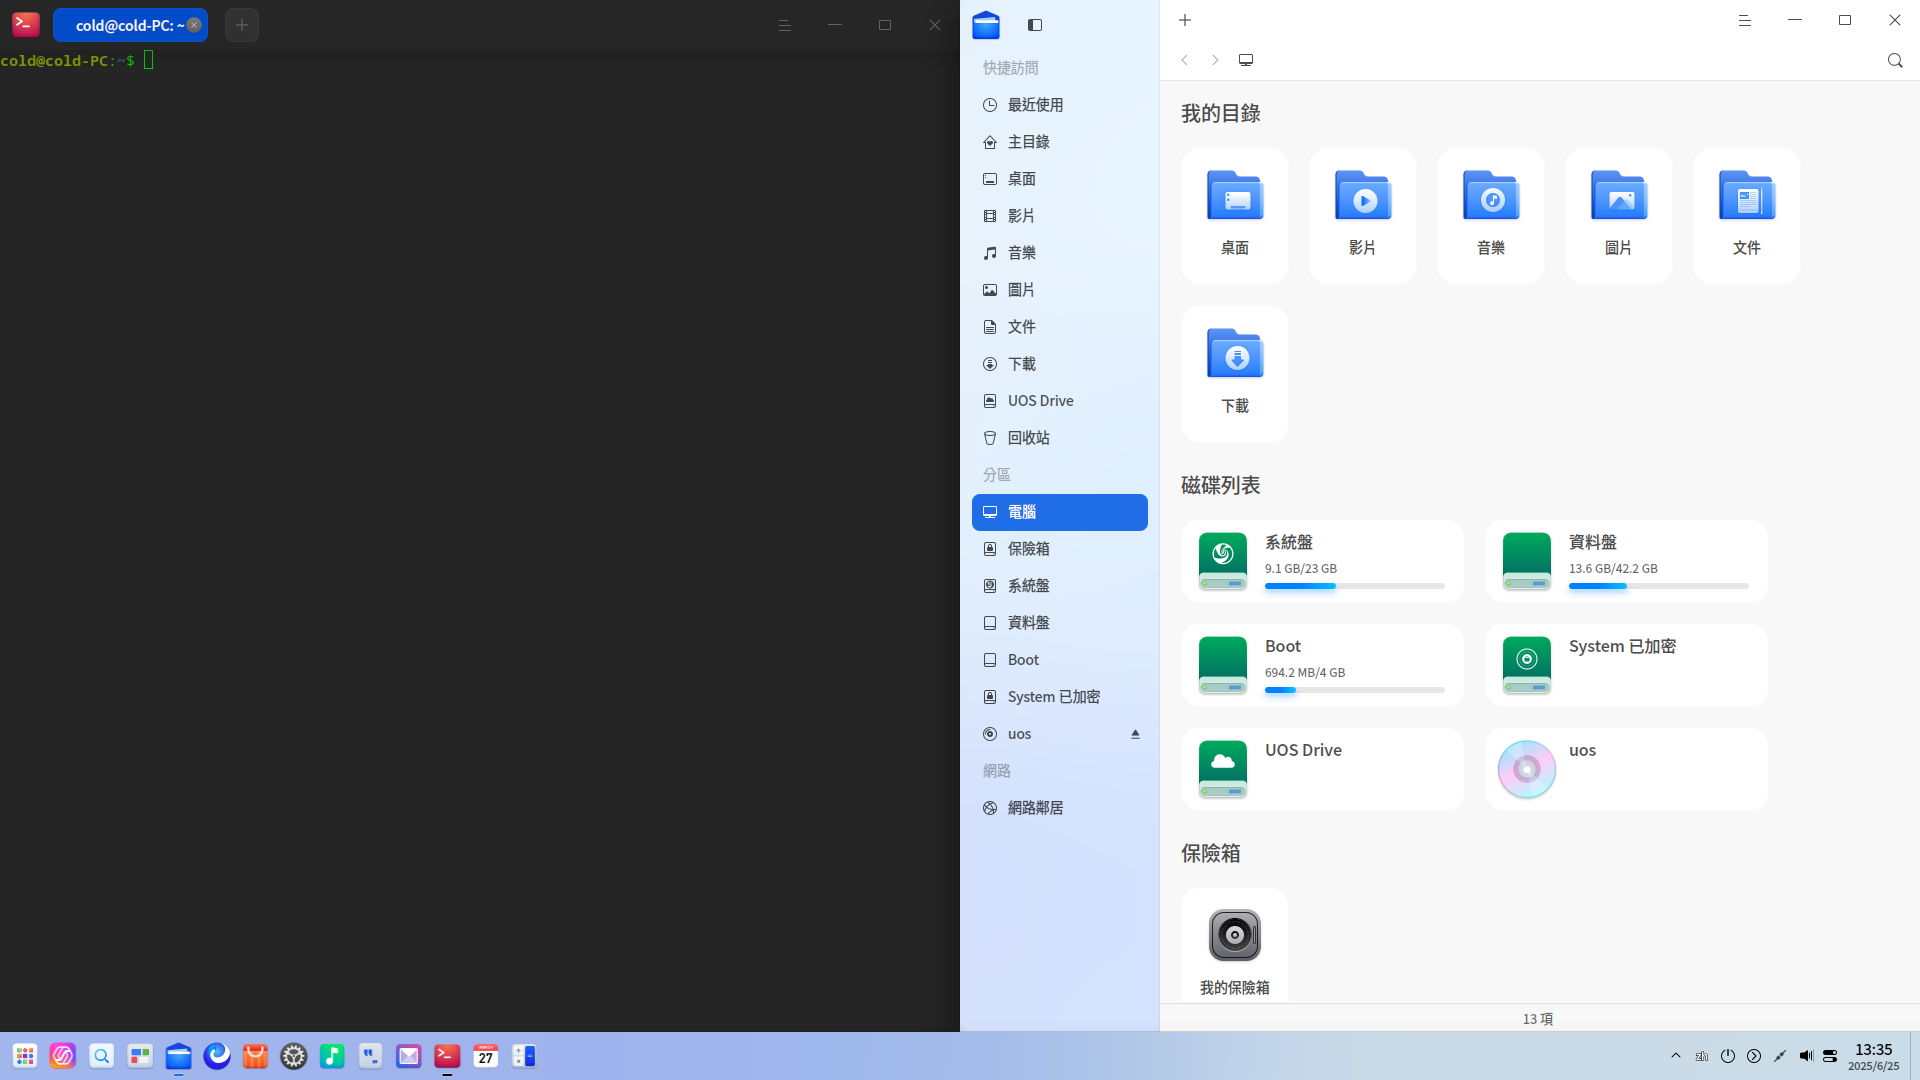 cold@cold-PC: ~
cold@cold-PC:~$
快捷訪問
最近使用
主目錄
桌面
影片
音樂
圖片
文件
下載
UOS Drive
回收站
分區
電腦
保險箱
系統盤
資料盤
Boot
System 已加密
uos
網路
網路鄰居
我的目錄
桌面
影片
音樂
圖片
文件
下載
磁碟列表
系統盤
9.1 GB/23 GB
資料盤
13.6 GB/42.2 GB
Boot
694.2 MB/4 GB
System 已加密
UOS Drive
uos
保險箱
我的保險箱
13 項
MARCH
27
zh
13:35
2025/6/25